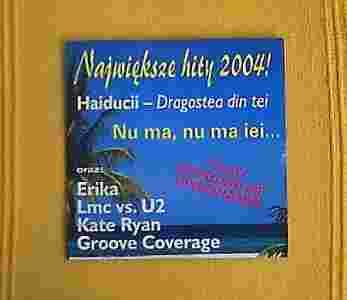 Największe hity 2004!
Haiducii – Dragostea din tei
Nu ma, nu ma iei...
oraz:
Erika
Lmc vs. U2
Kate Ryan
Groove Coverage